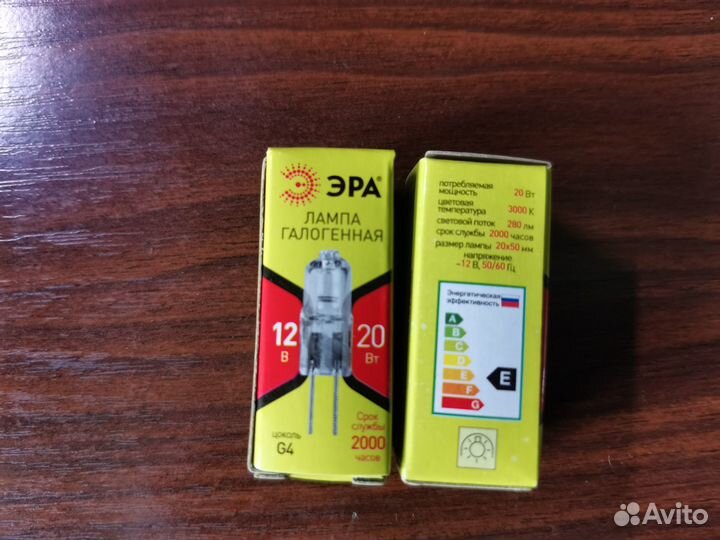 ЭРА®
ЛАМПА
ГАЛОГЕННАЯ
12
В
20
Вт
цоколь
G4
Срок
службы
2000
часов
потребляемая
мощность 20 Вт
цветовая
температура 3000 К
световой поток 280 лм
срок службы 2000 часов
размер лампы 20x50 мм
напряжение
~12 В, 50/60 Гц
Энергетическая
эффективность
A
B
C
D
E
F
G
E
Avito